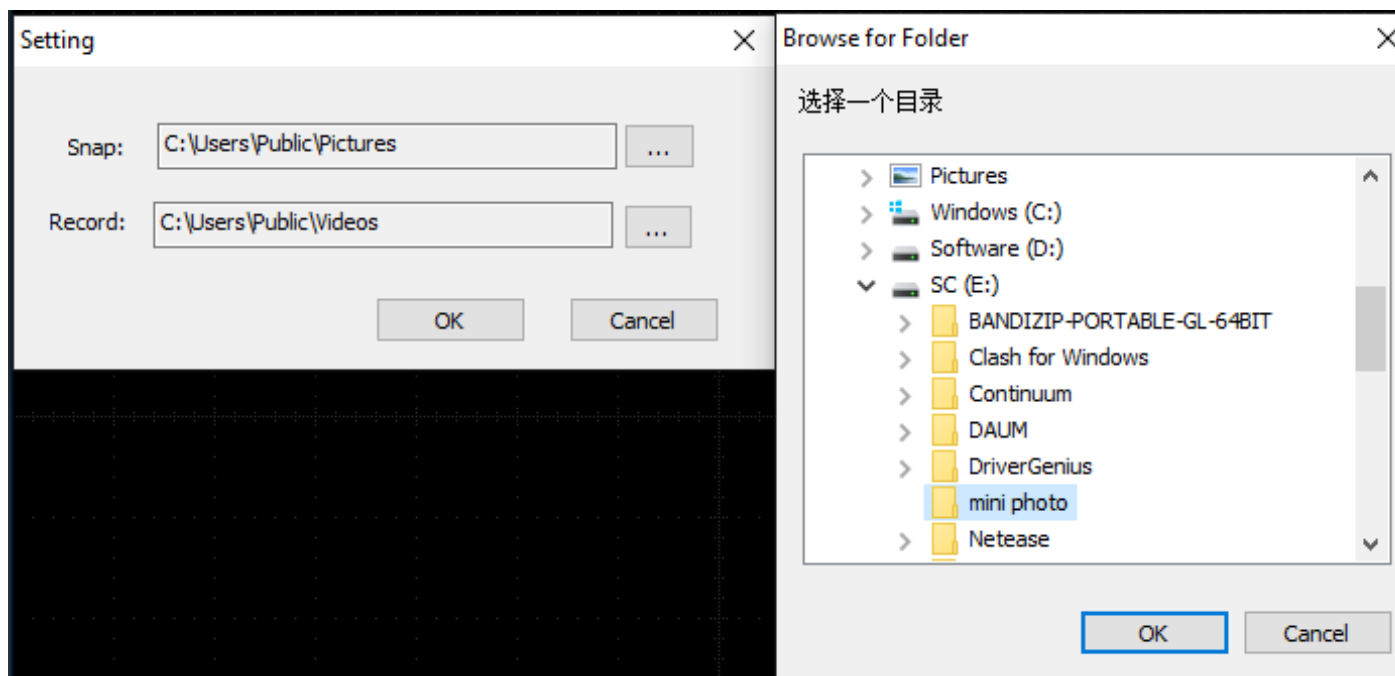 Setting
Snap:
C:\Users\Public\Pictures
...
Record:
C:\Users\Public\Videos
...
OK
Cancel
Browse for Folder
选择一个目录
Pictures
Windows (C:)
Software (D:)
SC (E:)
BANDIZIP-PORTABLE-GL-64BIT
Clash for Windows
Continuum
DAUM
DriverGenius
mini photo
Netease
OK
Cancel